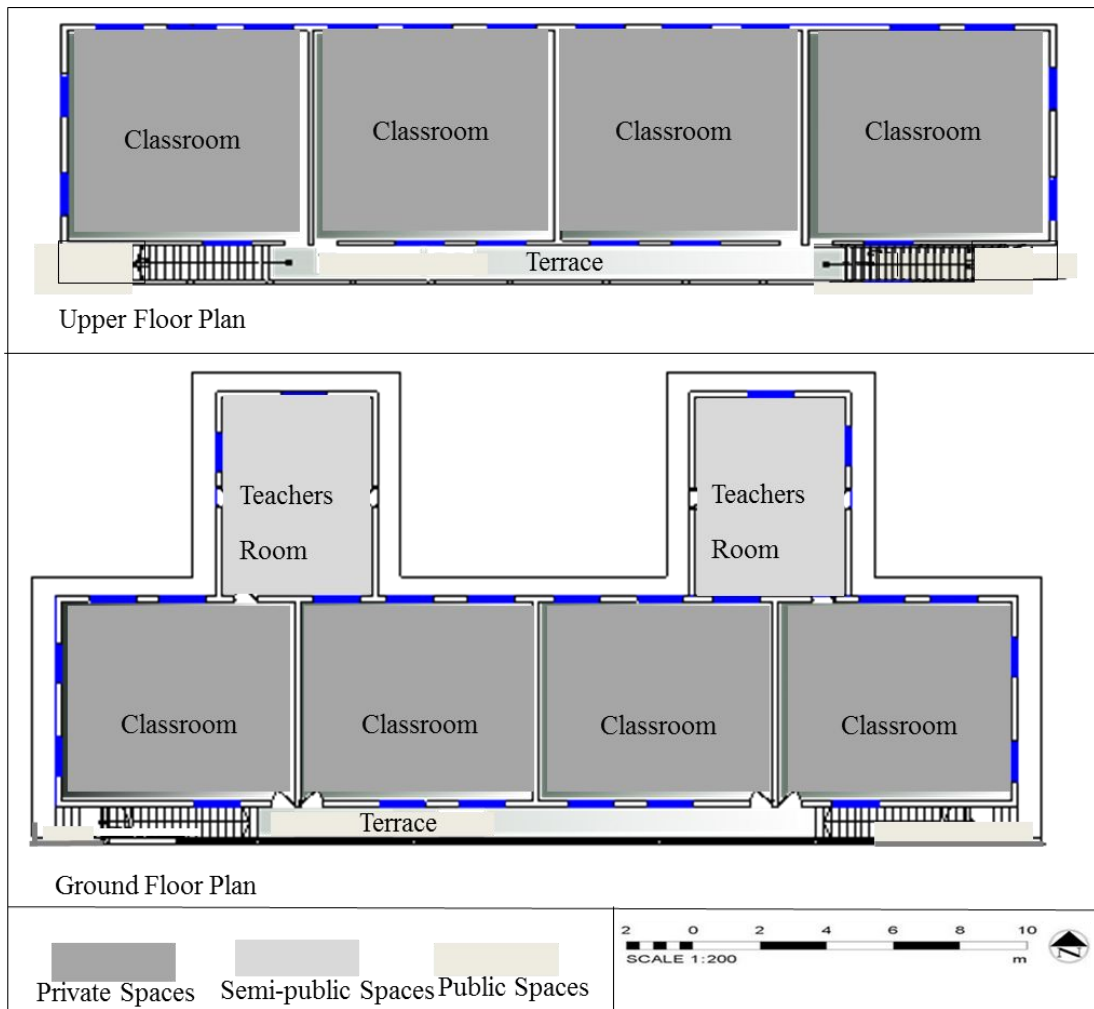 Classroom
Classroom
Classroom
Classroom
Terrace
Upper Floor Plan
Teachers
Room
Teachers
Room
Classroom
Classroom
Classroom
Classroom
Terrace
Ground Floor Plan
Private Spaces
Semi-public Spaces
Public Spaces
2 0 2 4 6 8 10
SCALE 1:200
m
N